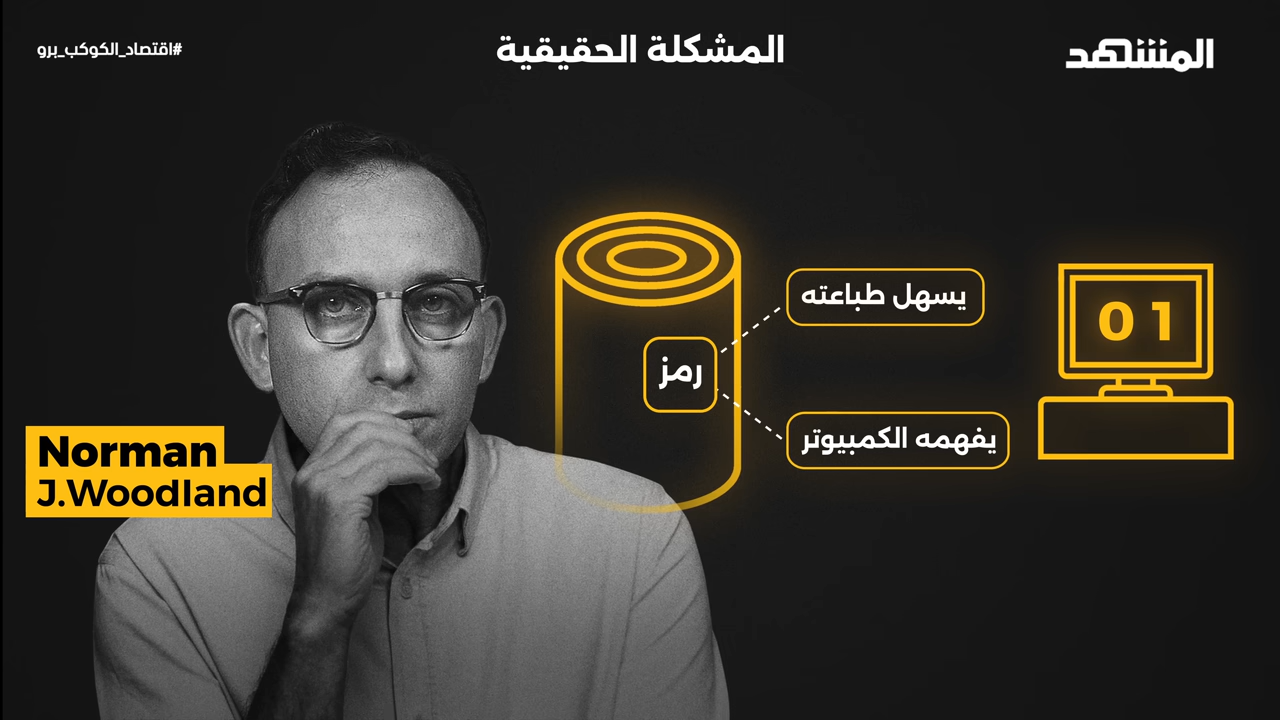 المشهد
المشكلة الحقيقية
#اقتصاد_الكوكب_برو
يسهل طباعته
رمز
يفهمه الكمبيوتر
01
Norman
J.Woodland